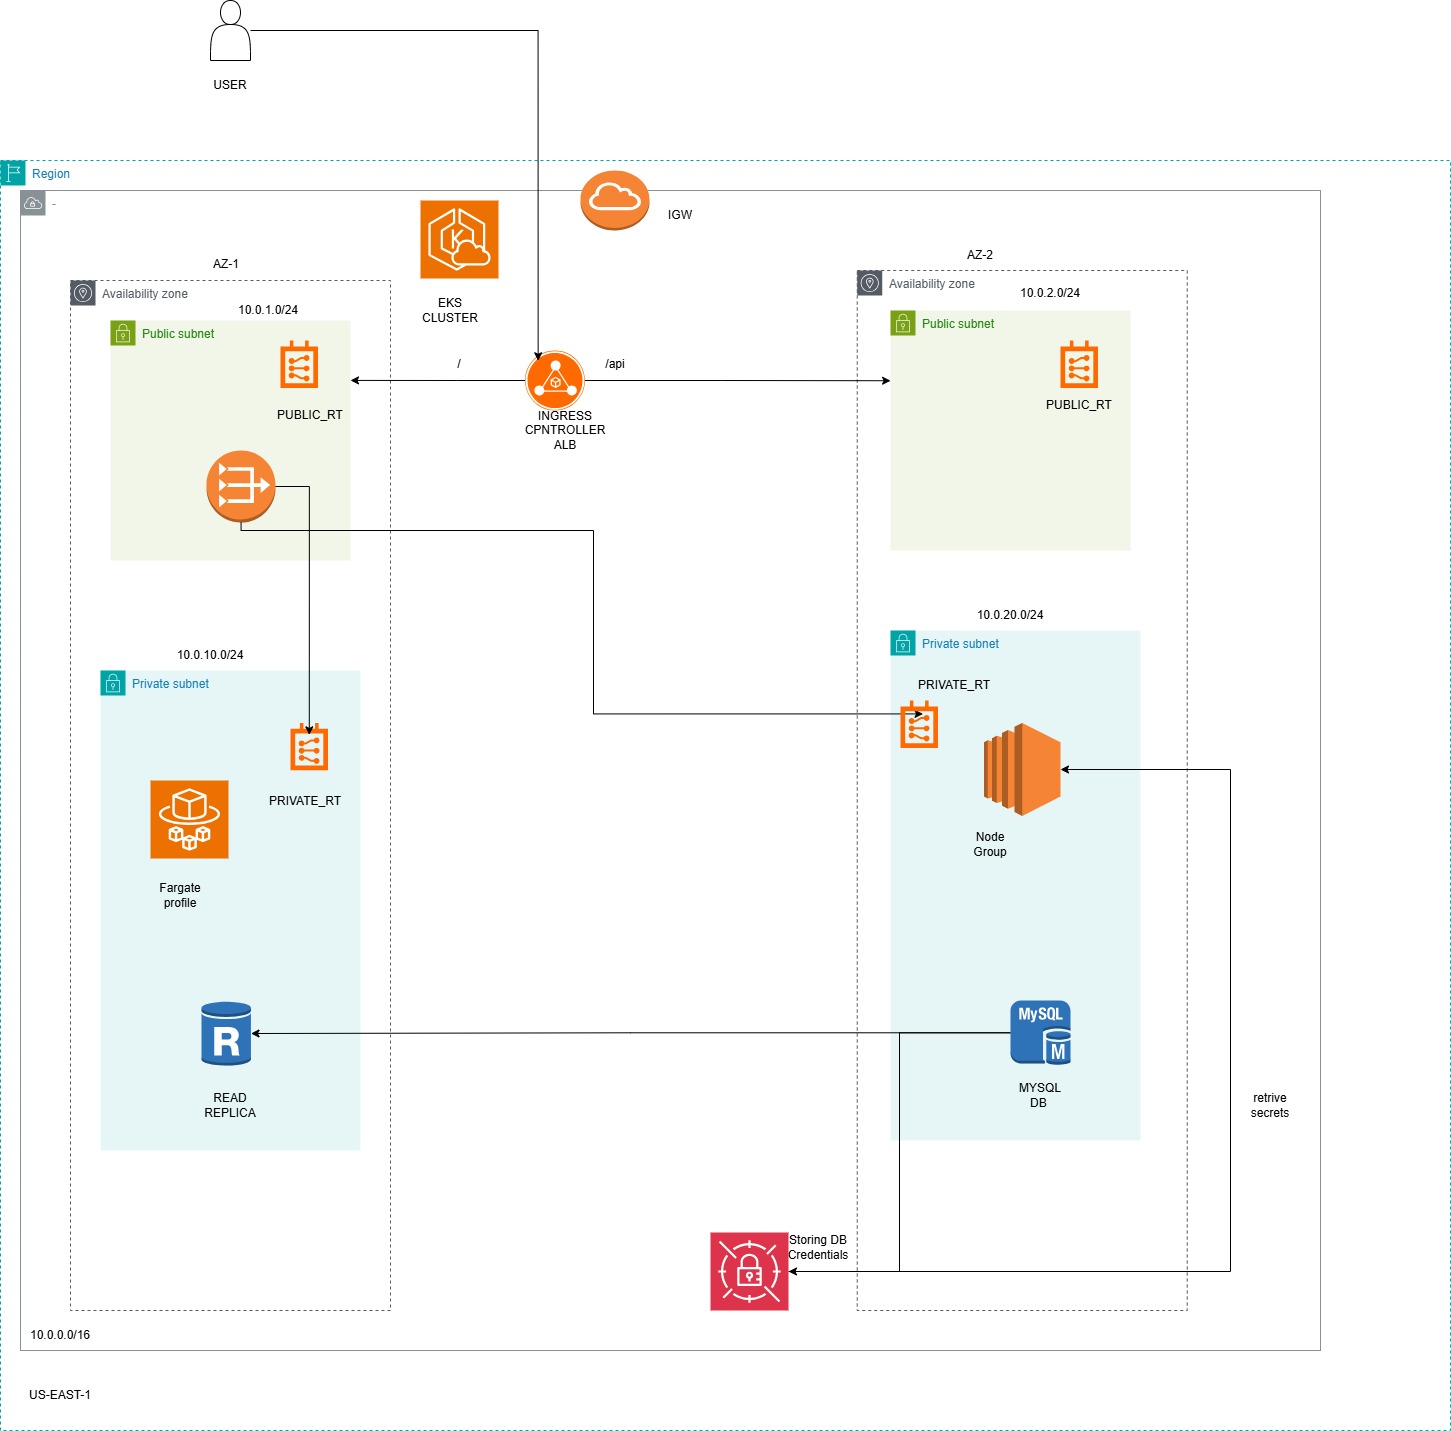 USER
Region
-
IGW
AZ-1
AZ-2
Availability zone
Availability zone
10.0.1.0/24
10.0.2.0/24
EKS
CLUSTER
Public subnet
Public subnet
/
/api
PUBLIC_RT
PUBLIC_RT
INGRESS
CPNTROLLER
ALB
10.0.10.0/24
10.0.20.0/24
Private subnet
Private subnet
PRIVATE_RT
PRIVATE_RT
Node
Group
Fargate
profile
R
MySQL
M
READ
REPLICA
MYSQL
DB
retrive
secrets
Storing DB
Credentials
10.0.0.0/16
US-EAST-1